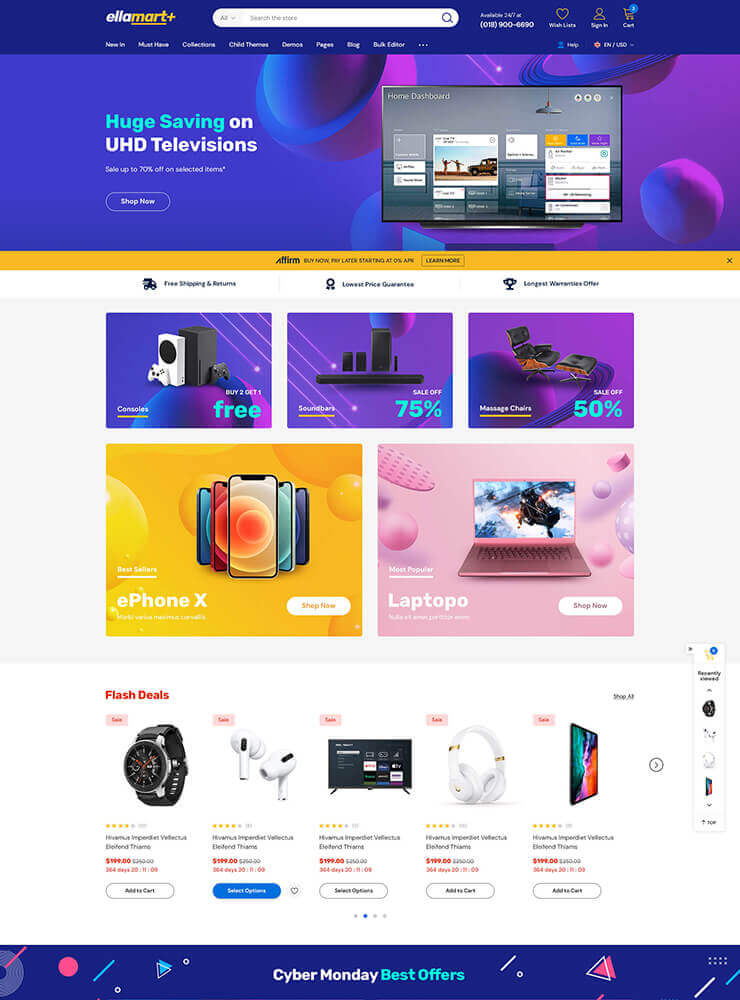 ellamart+
All
Search the store
Available 24/7 at
(018) 900-6690
Wish Lists
Sign In
3
Cart
New In
Must Have
Collections
Child Themes
Demos
Pages
Blog
Bulk Editor
Help
EN / USD
Huge Saving on
UHD Televisions
Sale up to 70% off on selected items*
Shop Now
Home Dashboard
affirm BUY NOW, PAY LATER STARTING AT 0% APR
LEARN MORE
Free Shipping & Returns
Lowest Price Guarantee
Longest Warranties Offer
Consoles
BUY 2 GET 1
free
Soundbars
SALE OFF
75%
Massage Chairs
SALE OFF
50%
Best Sellers
ePhone X
Morbi varius maximus convallis
Shop Now
Most Popular
Laptopo
Nulla sit amet porttitor enim
Shop Now
Recently
viewed
TOP
Flash Deals
Shop All
Sale
Sale
Sale
Sale
Sale
Hivamus Imperdiet Vellectus
Eleifend Thiams
$199.00 $250.00
364 days 20 : 11 : 09
Add to Cart
Hivamus Imperdiet Vellectus
Eleifend Thiams
$199.00 $250.00
364 days 20 : 11 : 09
Select Options
Hivamus Imperdiet Vellectus
Eleifend Thiams
$199.00 $250.00
364 days 20 : 11 : 09
Select Options
Hivamus Imperdiet Vellectus
Eleifend Thiams
$199.00 $250.00
364 days 20 : 11 : 09
Add to Cart
Hivamus Imperdiet Vellectus
Eleifend Thiams
$199.00 $250.00
364 days 20 : 11 : 09
Add to Cart
Cyber Monday Best Offers